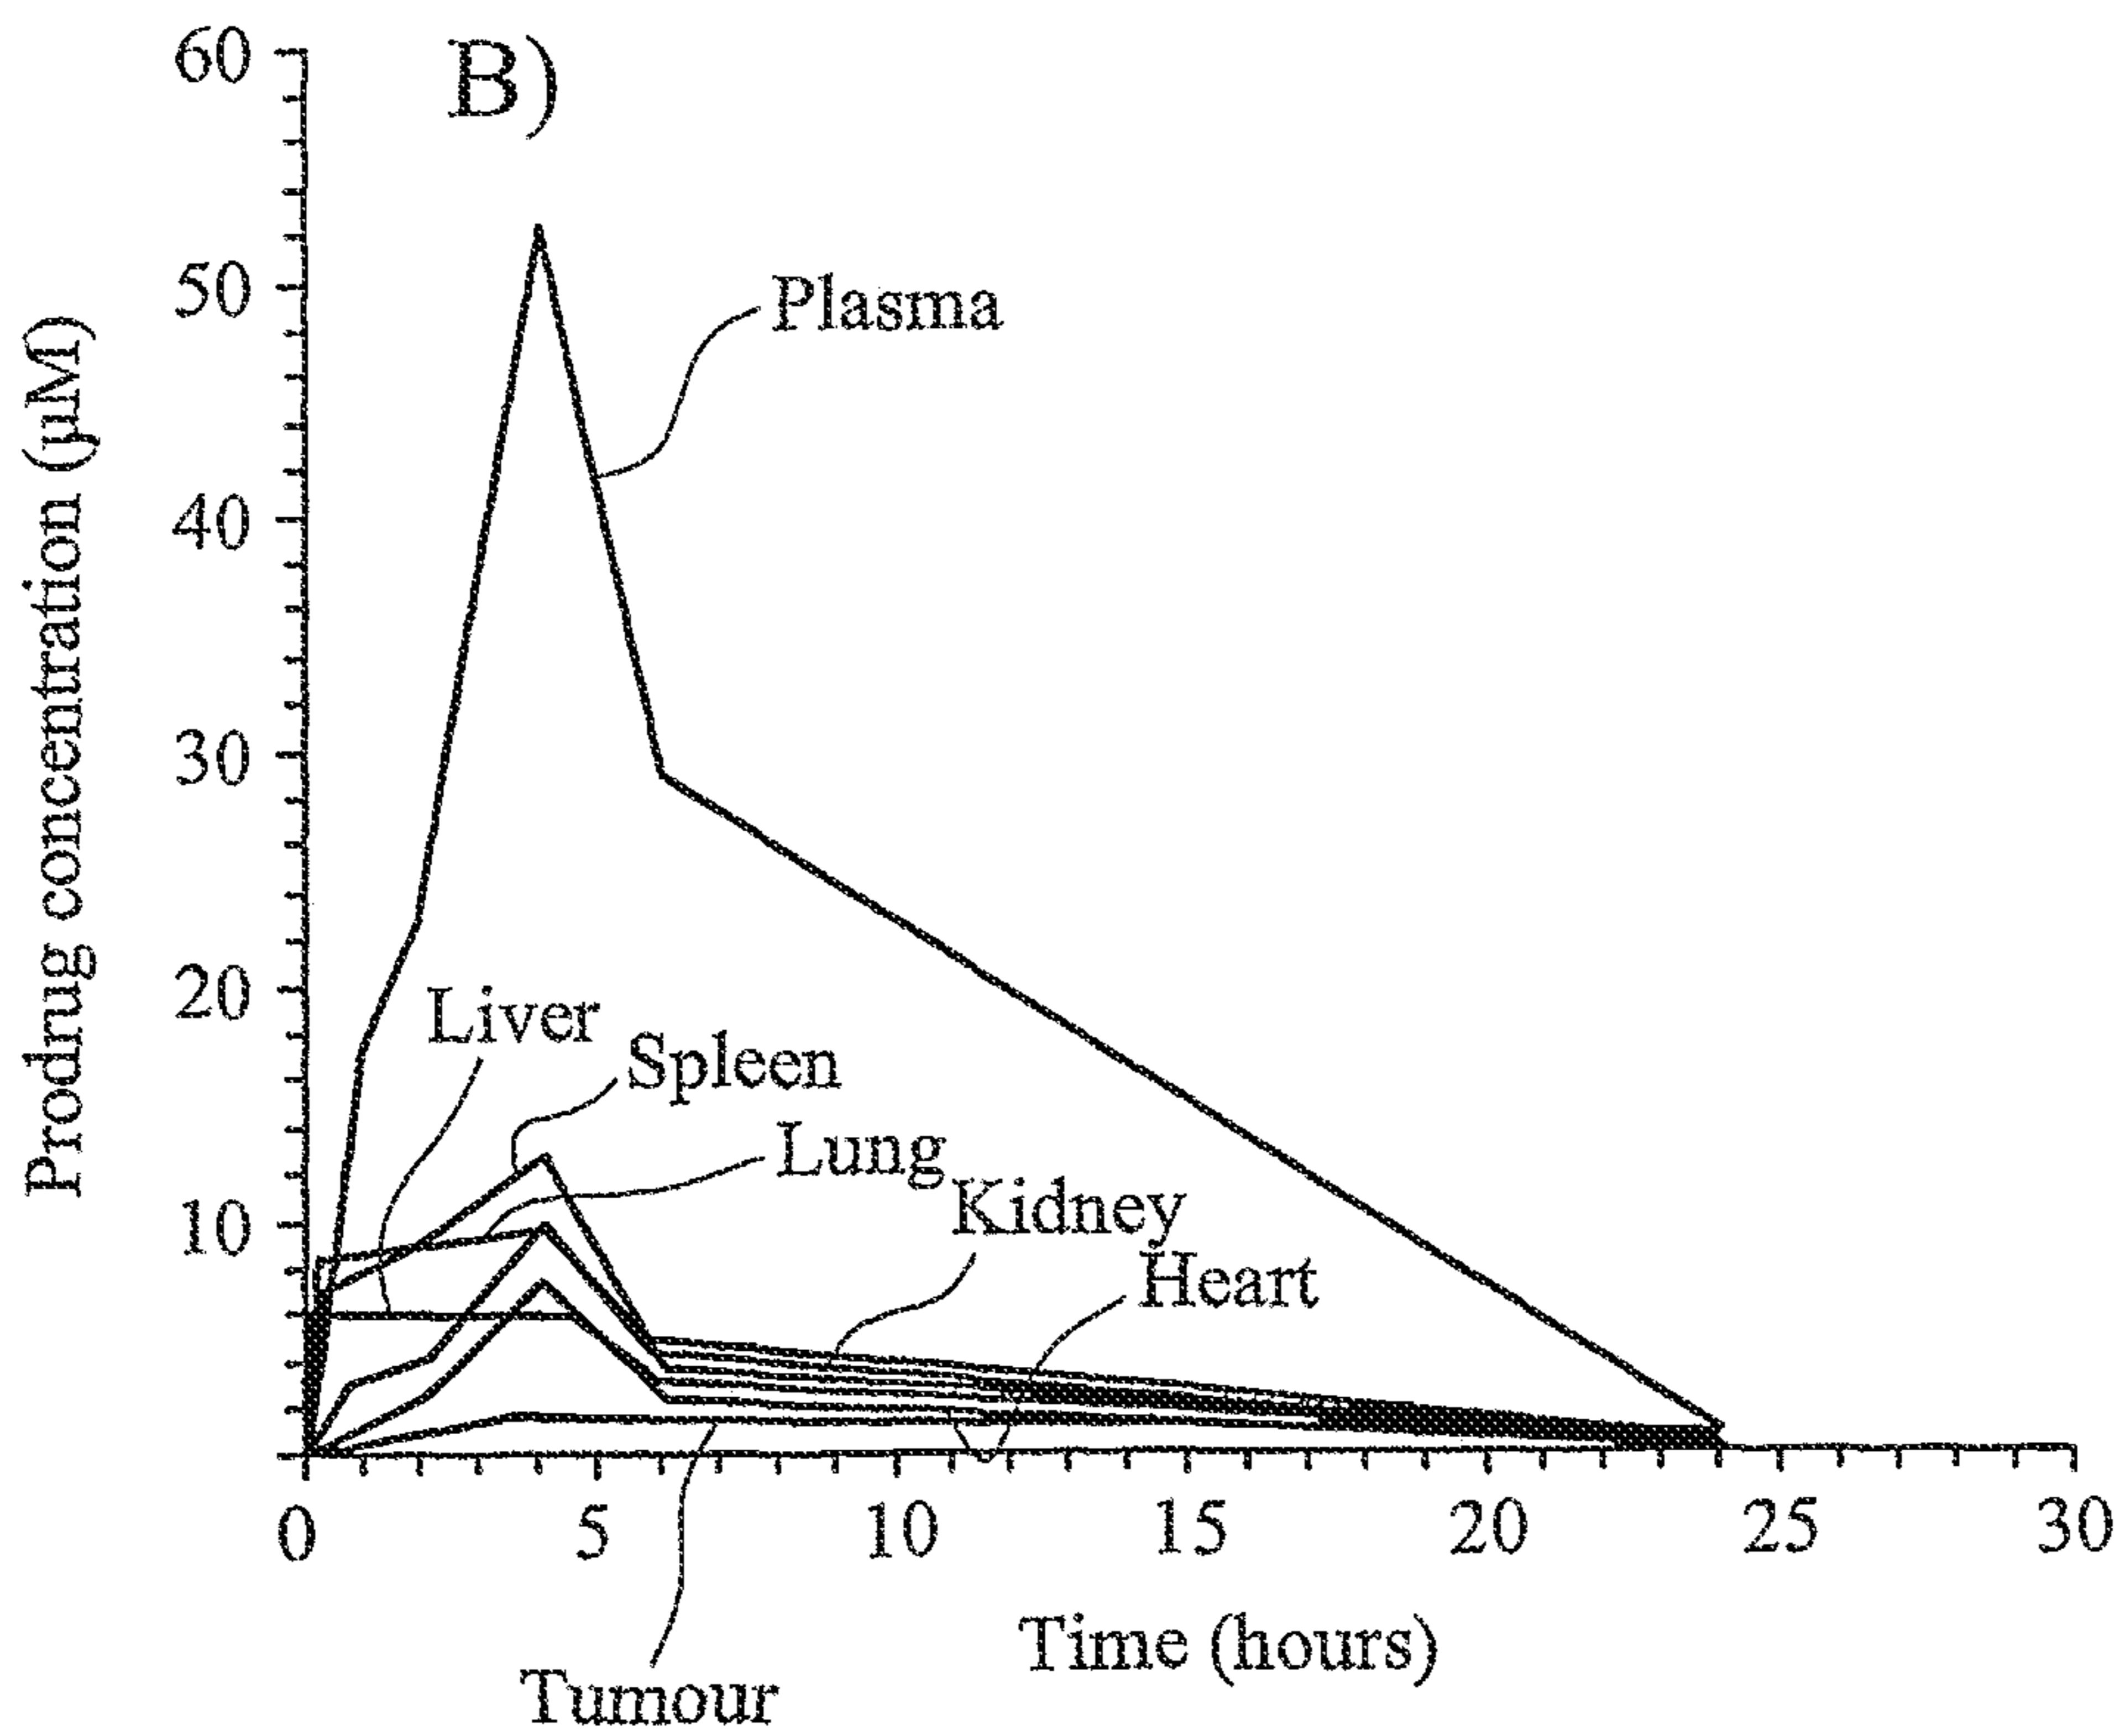 B)
Prodrug concentration (µM)
60
50
40
30
20
10
Plasma
Liver
Spleen
Lung
Kidney
Heart
0 5 10 15 20 25 30
Time (hours)
Tumour